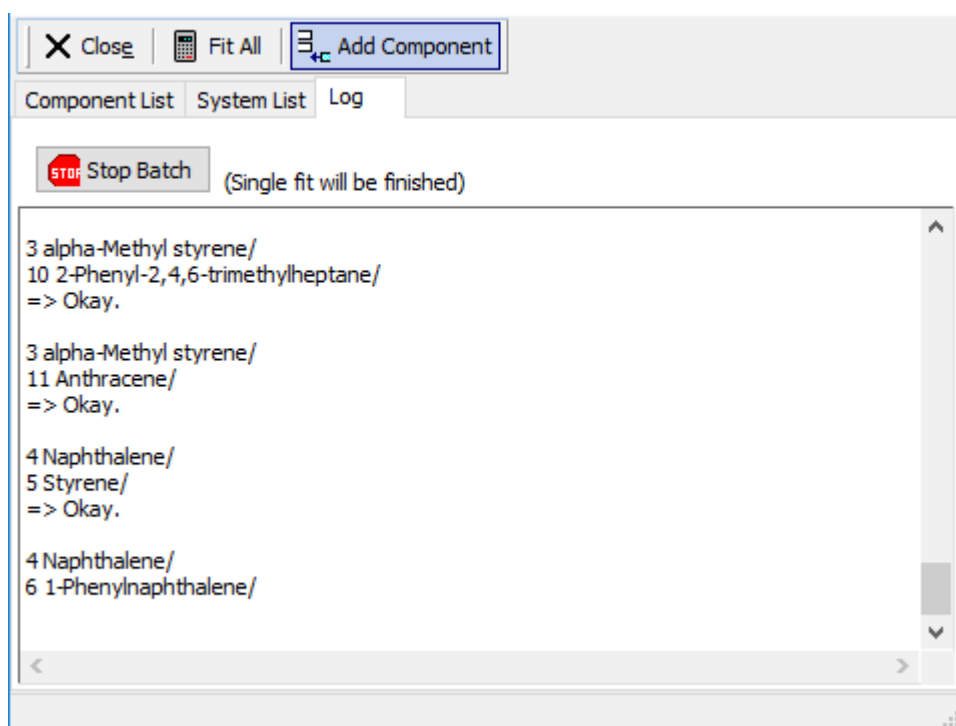 Close
Fit All
Add Component
Component List
System List
Log
STOP
Stop Batch
(Single fit will be finished)
3 alpha-Methyl styrene/
10 2-Phenyl-2,4,6-trimethylheptane/
=> Okay.
3 alpha-Methyl styrene/
11 Anthracene/
=> Okay.
4 Naphthalene/
5 Styrene/
=> Okay.
4 Naphthalene/
6 1-Phenylnaphthalene/